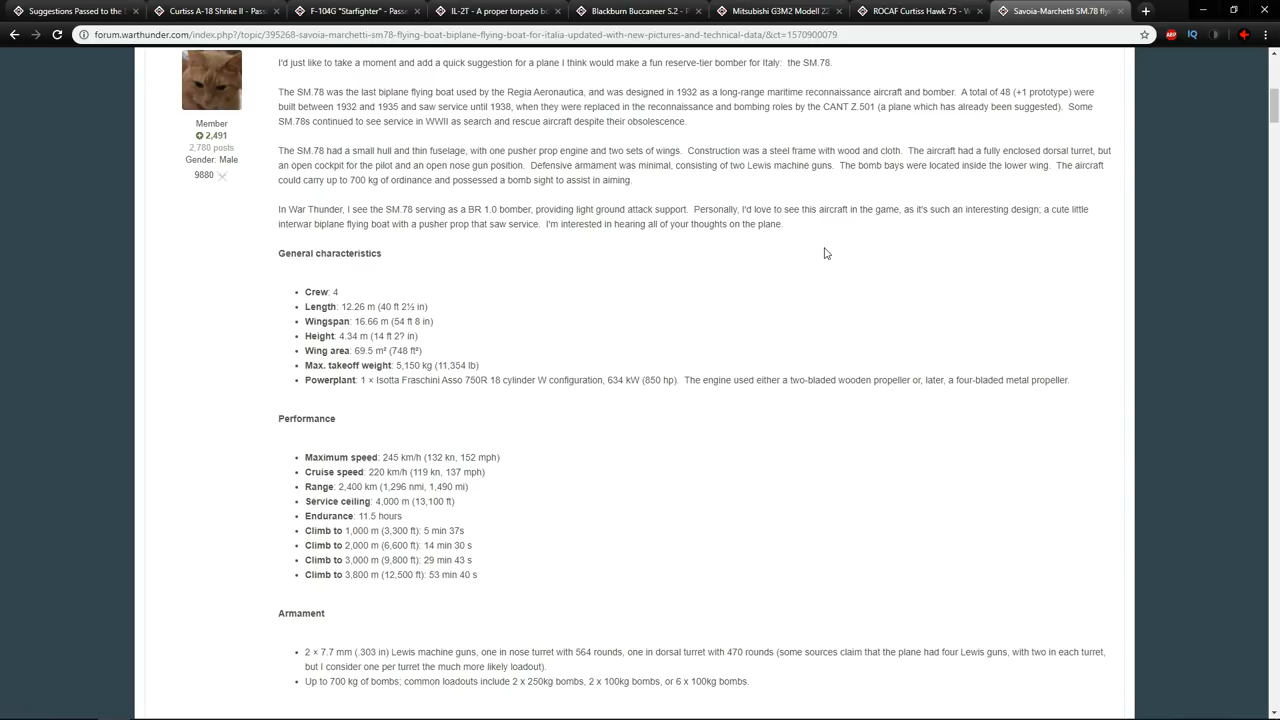 Suggestions Passed to the D
Curtiss A-18 Shrike - Pass
F-104G "Starfighter" - Passe
IL-2T - A proper torpedo b
Blackburn Buccaneer S.2 - P
Mitsubishi G3M2 Modell 22
ROCAF Curtiss Hawk 75 -
Savoia-Marchetti SM.78 fly
forum.warthunder.com/index.php?/topic/395268-savoia-marchetti-sm78-flying-boat-biplane-flying-boat-for-italia-updated-with-new-pictures-and-technical-data/&ct=1570900079
I'd just like to take a moment and add a quick suggestion for a plane I think would make a fun reserve-tier bomber for Italy: the SM.78.
The SM.78 was the last biplane flying boat used by the Regia Aeronautica, and was designed in 1932 as a long-range maritime reconnaissance aircraft and bomber. A total of 48 (+1 prototype) were
built between 1932 and 1935 and saw service until 1938, when they were replaced in the reconnaissance and bombing roles by the CANT Z.501 (a plane which has already been suggested). Some
SM.78s continued to see service in WWII as search and rescue aircraft despite their obsolescence.
Member
2,491
2,780 posts
Gender: Male
9880
The SM.78 had a small hull and thin fuselage, with one pusher prop engine and two sets of wings. Construction was a steel frame with wood and cloth. The aircraft had a fully enclosed dorsal turret, but
an open cockpit for the pilot and an open nose gun position. Defensive armament was minimal, consisting of two Lewis machine guns. The bomb bays were located inside the lower wing. The aircraft
could carry up to 700 kg of ordinance and possessed a bomb sight to assist in aiming.
In War Thunder, I see the SM.78 serving as a BR 1.0 bomber, providing light ground attack support. Personally, I'd love to see this aircraft in the game, as it's such an interesting design; a cute little
interwar biplane flying boat with a pusher prop that saw service. I'm interested in hearing all of your thoughts on the plane.
General characteristics
• Crew: 4
• Length: 12.26 m (40 ft 2½ in)
• Wingspan: 16.66 m (54 ft 8 in)
• Height: 4.34 m (14 ft 2? in)
• Wing area: 69.5 m² (748 ft²)
• Max. takeoff weight: 5,150 kg (11,354 lb)
• Powerplant: 1 × Isotta Fraschini Asso 750R 18 cylinder W configuration, 634 kW (850 hp). The engine used either a two-bladed wooden propeller or, later, a four-bladed metal propeller.
Performance
• Maximum speed: 245 km/h (132 kn, 152 mph)
• Cruise speed: 220 km/h (119 kn, 137 mph)
• Range: 2,400 km (1,296 nmi, 1,490 mi)
• Service ceiling: 4,000 m (13,100 ft)
• Endurance: 11.5 hours
• Climb to 1,000 m (3,300 ft): 5 min 37s
• Climb to 2,000 m (6,600 ft): 14 min 30 s
• Climb to 3,000 m (9,800 ft): 29 min 43 s
• Climb to 3,800 m (12,500 ft): 53 min 40 s
Armament
• 2 × 7.7 mm (.303 in) Lewis machine guns, one in nose turret with 564 rounds, one in dorsal turret with 470 rounds (some sources claim that the plane had four Lewis guns, with two in each turret,
but I consider one per turret the much more likely loadout).
• Up to 700 kg of bombs; common loadouts include 2 x 250kg bombs, 2 x 100kg bombs, or 6 x 100kg bombs.